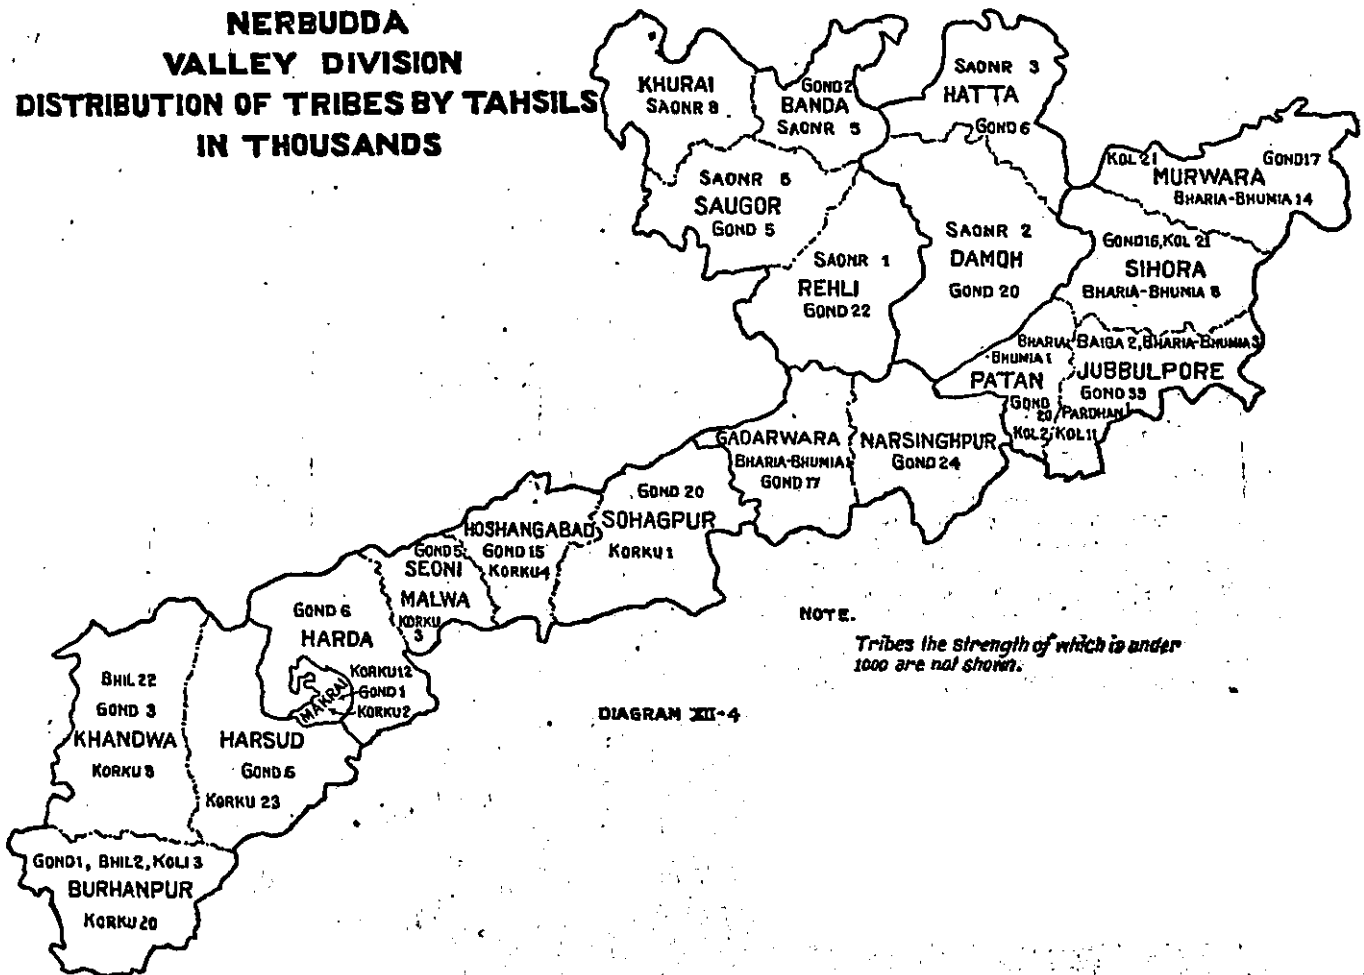 NERBUDDA
VALLEY DIVISION
DISTRIBUTION OF TRIBES BY TAHSILS
IN THOUSANDS
KHURAI
SAONR 8
GOND 2
BANDA
SAONR 5
SAONR 3
HATTA
GOND 6
KOL 21
GOND 17
MURWARA
BHARIA-BHUMIA 14
SAONR 6
SAUGOR
GOND 5
SAONR 1
REHLI
GOND 22
SAONR 2
DAMOH
GOND 20
GOND 16, KOL 21
SIHORA
BHARIA-BHUMIA 8
BHARIA
BHUMIA 1
PATAN
GOND
20
KOL 2
BAIGA 2, BHARIA-BHUMIA 3
JUBBULPORE
GOND 33
PARDHAN 1
KOL 11
GADARWARA
BHARIA-BHUMIA 1
GOND 17
NARSINGHPUR
GOND 24
GOND 20
SOHAGPUR
KORKU 1
HOSHANGABAD
GOND 15
KORKU 4
GOND 5
SEONI
MALWA
KORKU
3
GOND 6
HARDA
KORKU 12
MAKRAI
GOND 1
KORKU 2
BHIL 22
GOND 3
KHANDWA
KORKU 8
HARSUD
GOND 6
KORKU 23
GOND 1, BHIL 2, KOLI 3
BURHANPUR
KORKU 20
NOTE.
Tribes the strength of which is under
1000 are not shown.
DIAGRAM XII-4